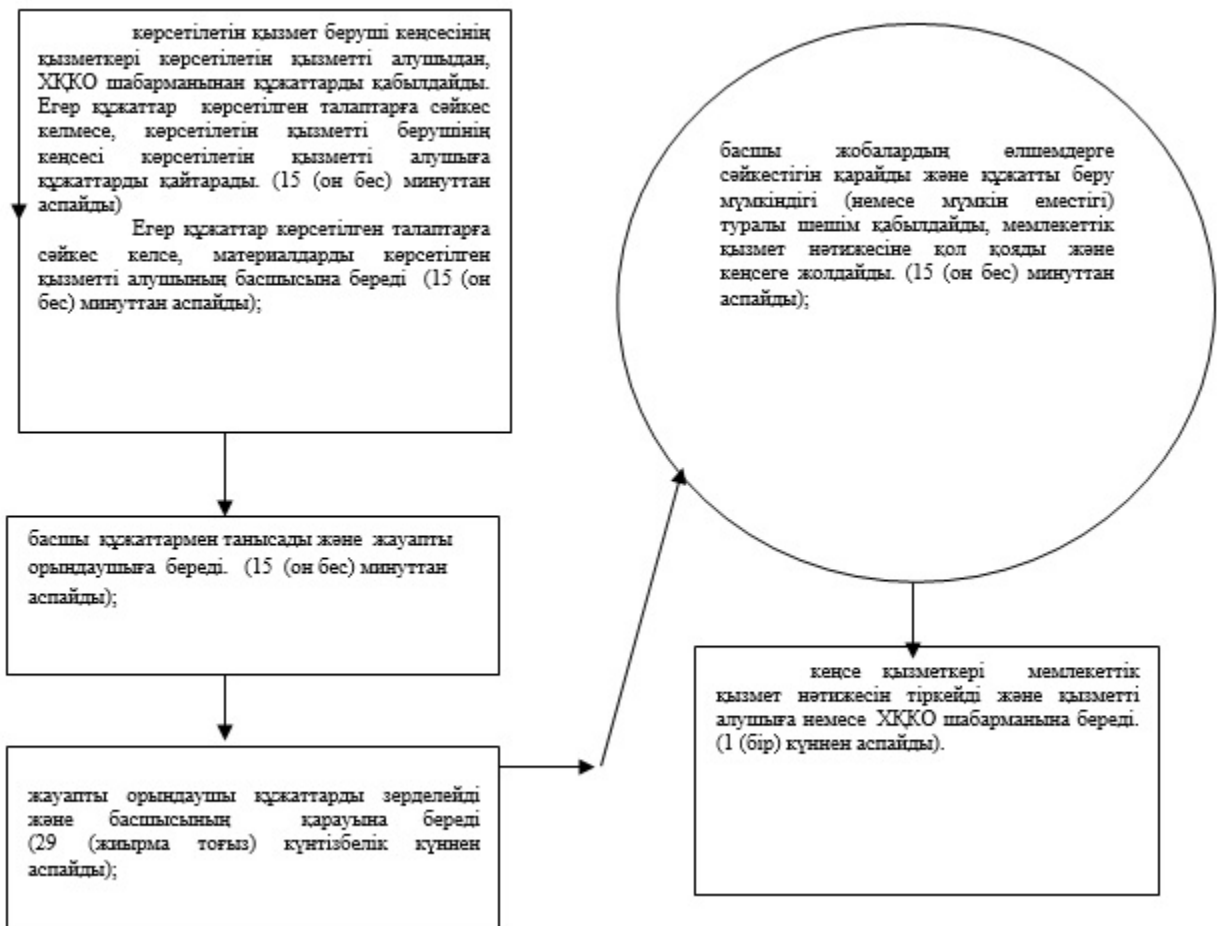 көрсетілетін қызмет беруші кеңсесінің
қызметкері көрсетілетін қызметті алушыдан,
ХҚКО шабарманынан құжаттарды қабылдайды.
Егер құжаттар көрсетілген талаптарға сәйкес
келмесе, көрсетілетін қызметті берушінің
кеңсесі көрсетілетін қызметті алушыға
құжаттарды қайтарады. (15 (он бес) минуттан
аспайды)
Егер құжаттар көрсетілген талаптарға
сәйкес келсе, материалдарды көрсетілген
қызметті алушының басшысына береді (15 (он
бес) минуттан аспайды);
басшы құжаттармен танысады және жауапты
орындаушыға береді. (15 (он бес) минуттан
аспайды);
жауапты орындаушы құжаттарды зерделейді
және басшысының қарауына береді
(29 (жиырма тоғыз) күнтізбелік күннен
аспайды);
басшы жобалардың өлшемдерге
сәйкестігін қарайды және құжатты беру
мүмкіндігі (немесе мүмкін еместігі)
туралы шешім қабылдайды, мемлекеттік
қызмет нәтижесіне қол қояды және
кеңсеге жолдайды. (15 (он бес) минуттан
аспайды);
кеңсе қызметкері мемлекеттік
қызмет нәтижесін тіркейді және қызметті
алушыға немесе ХҚКО шабарманына береді.
(1 (бір) күннен аспайды).